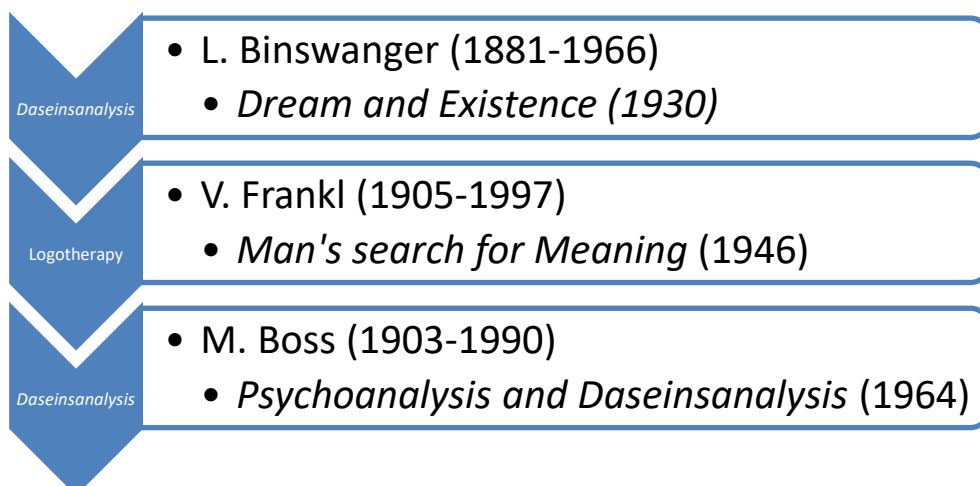 Daseinsanalysis
• L. Binswanger (1881-1966)
• Dream and Existence (1930)
Logotherapy
• V. Frankl (1905-1997)
• Man's search for Meaning (1946)
Daseinsanalysis
• M. Boss (1903-1990)
• Psychoanalysis and Daseinsanalysis (1964)